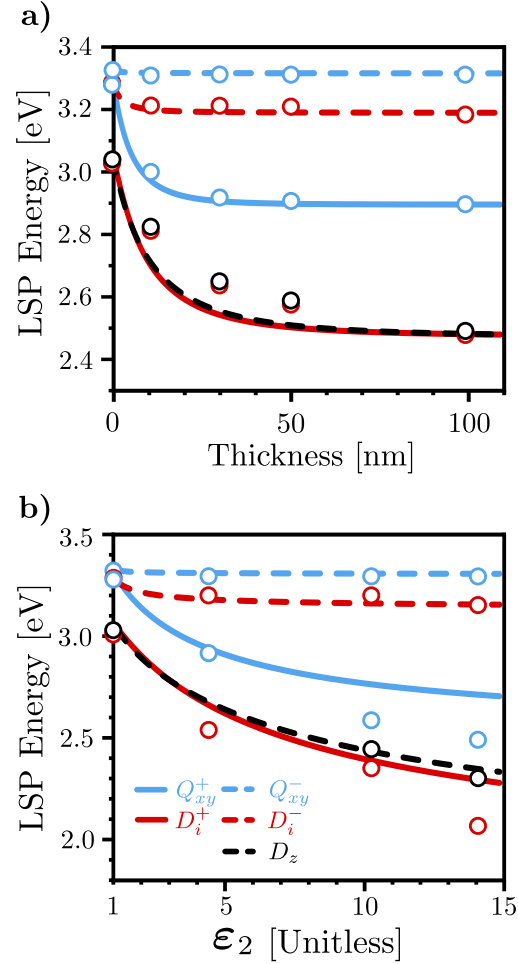 a)
3.4
3.2
3.0
2.8
2.6
2.4
LSP Energy [eV]
0
50
100
Thickness [nm]
b)
3.5
3.0
2.5
2.0
LSP Energy [eV]
Q⁺xy
Q⁻xy
D⁺i
D⁻i
Dz
1
5
10
15
ε₂ [Unitless]